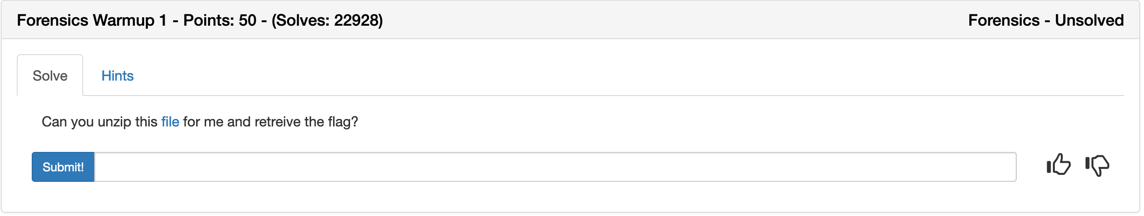 Forensics Warmup 1 - Points: 50 - (Solves: 22928) Forensics - Unsolved
Solve Hints
Can you unzip this file for me and retreive the flag?
Submit!